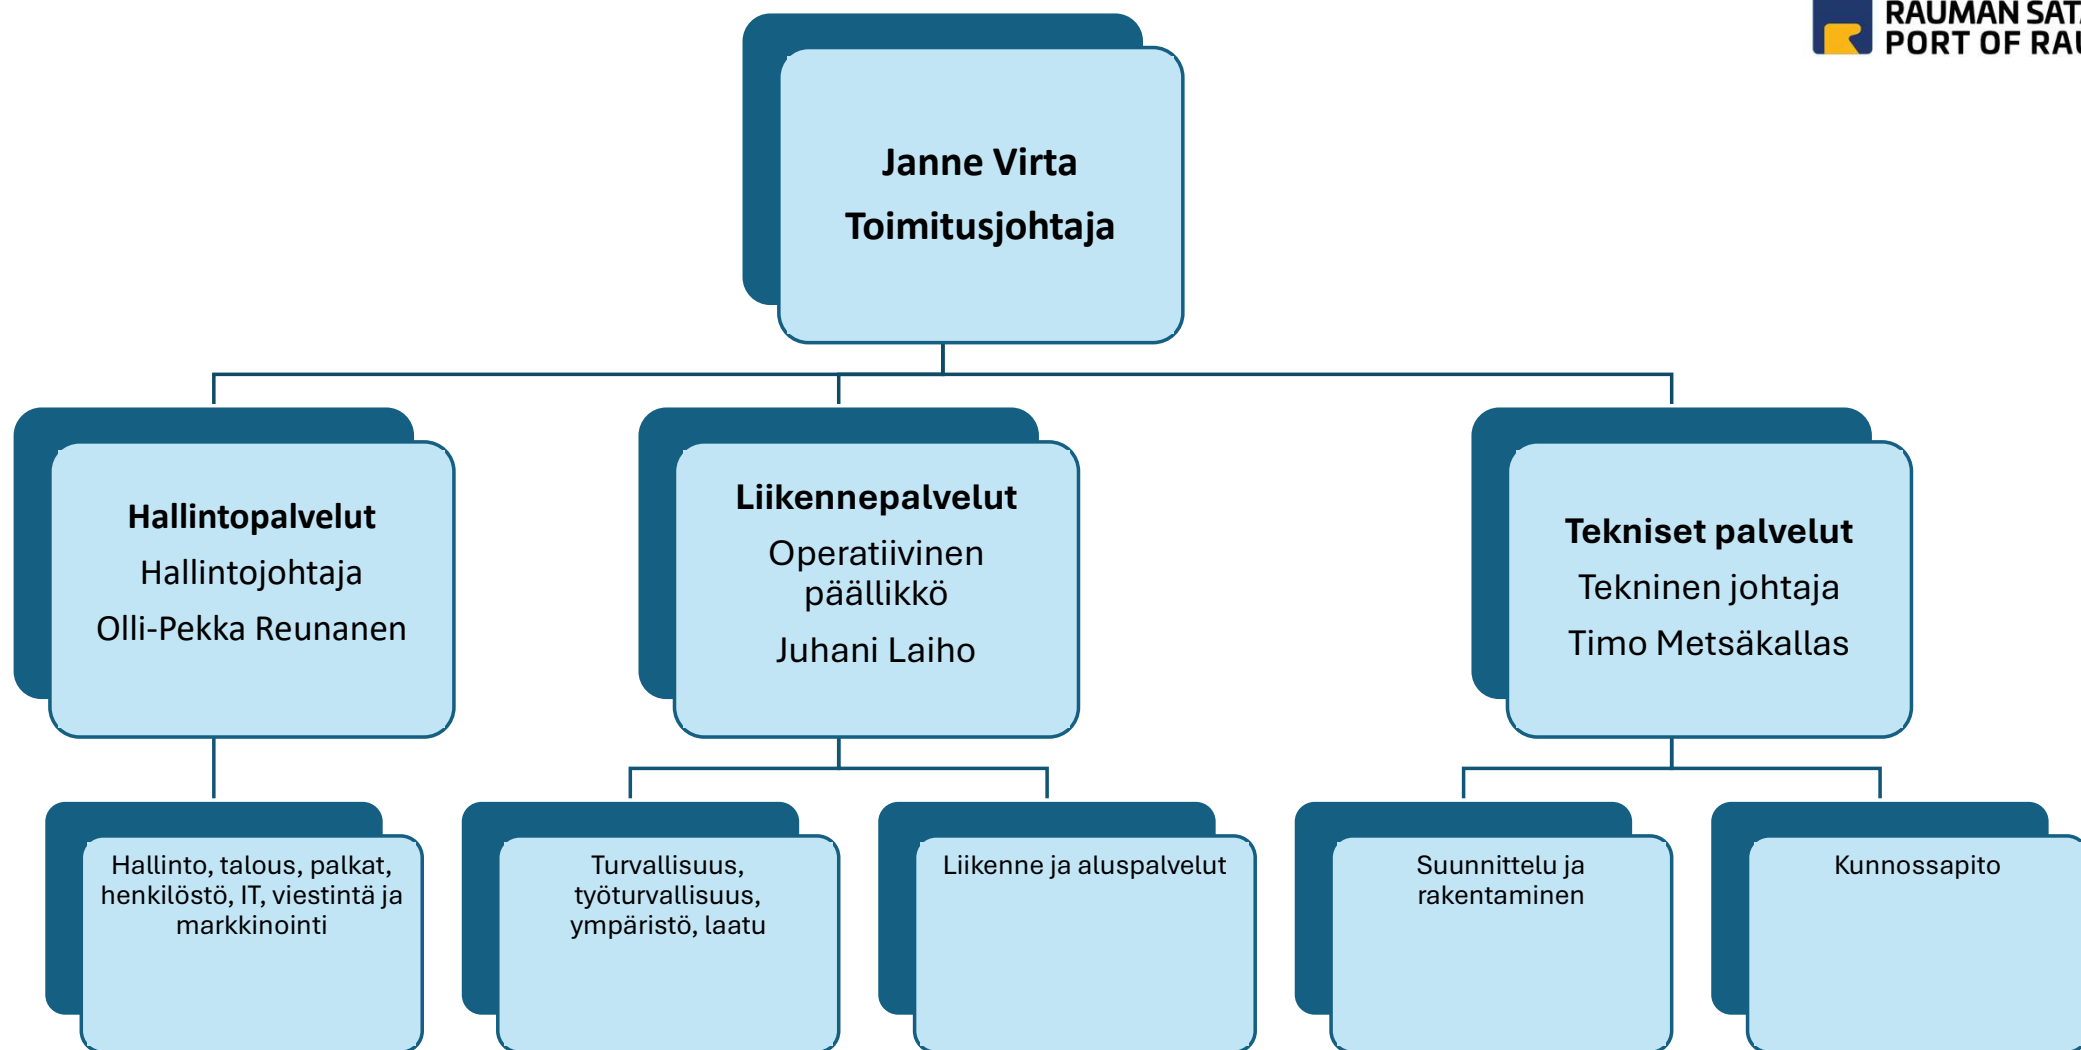 RAUMAN
PORT OF
Janne Virta
Toimitusjohtaja
Hallintopalvelut
Hallintojohtaja
Olli-Pekka Reunanen
Liikennepalvelut
Operatiivinen
päällikkö
Juhani Laiho
Tekniset palvelut
Tekninen johtaja
Timo Metsäkallas
Hallinto, talous, palkat,
henkilöstö, IT, viestintä ja
markkinointi
Turvallisuus,
työturvallisuus,
ympäristö, laatu
Liikenne ja aluspalvelut
Suunnittelu ja
rakentaminen
Kunnossapito